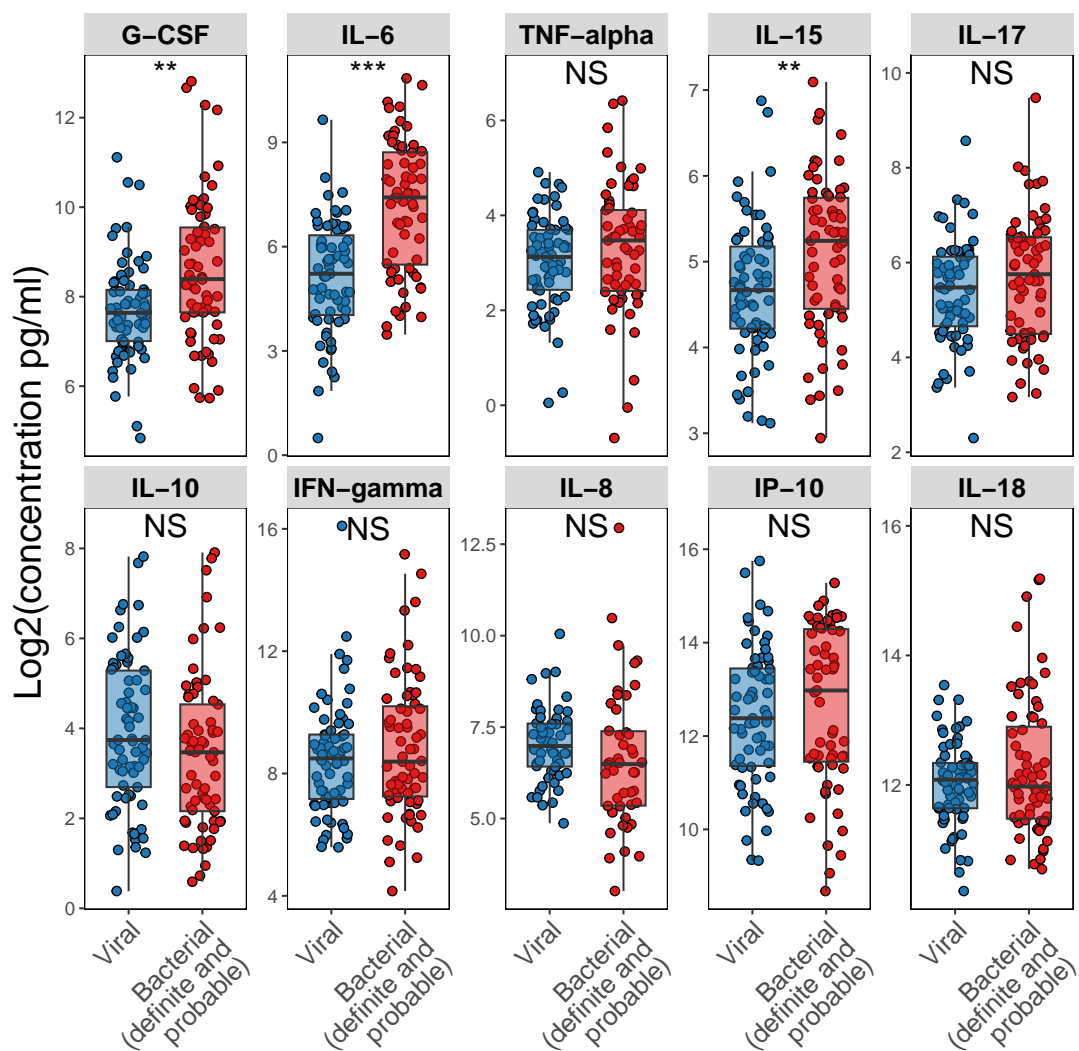 Log2(concentration pg/ml)
G−CSF
**
12
10
8
6
IL−6
***
9
6
3
0
TNF−alpha
NS
6
4
2
0
IL−15
**
7
6
5
4
3
IL−17
NS
10
8
6
4
2
IL−10
NS
8
6
4
2
0
IFN−gamma
NS
16
12
8
4
IL−8
NS
12.5
10.0
7.5
5.0
IP−10
NS
16
14
12
10
IL−18
NS
16
14
12
Viral
Bacterial
(definite and
probable)
Viral
Bacterial
(definite and
probable)
Viral
Bacterial
(definite and
probable)
Viral
Bacterial
(definite and
probable)
Viral
Bacterial
(definite and
probable)